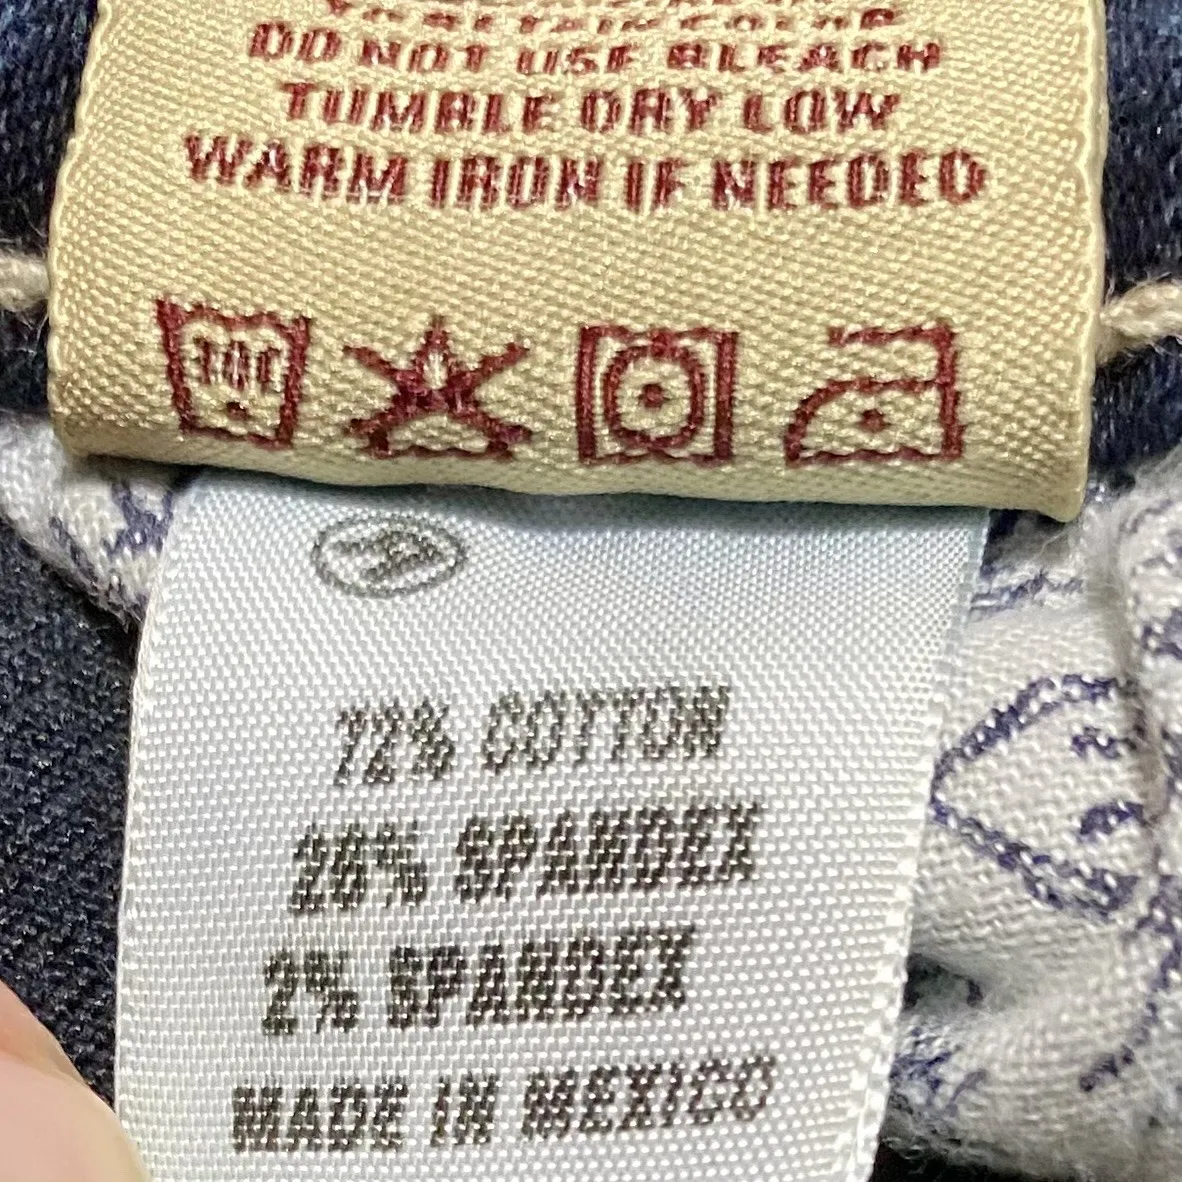 DO NOT USE BLEACH
TUMBLE DRY LOW
WARM IRON IF NEEDED
72% COTTON
26% SPANDEX
2% SPANDEX
MADE IN MEXICO